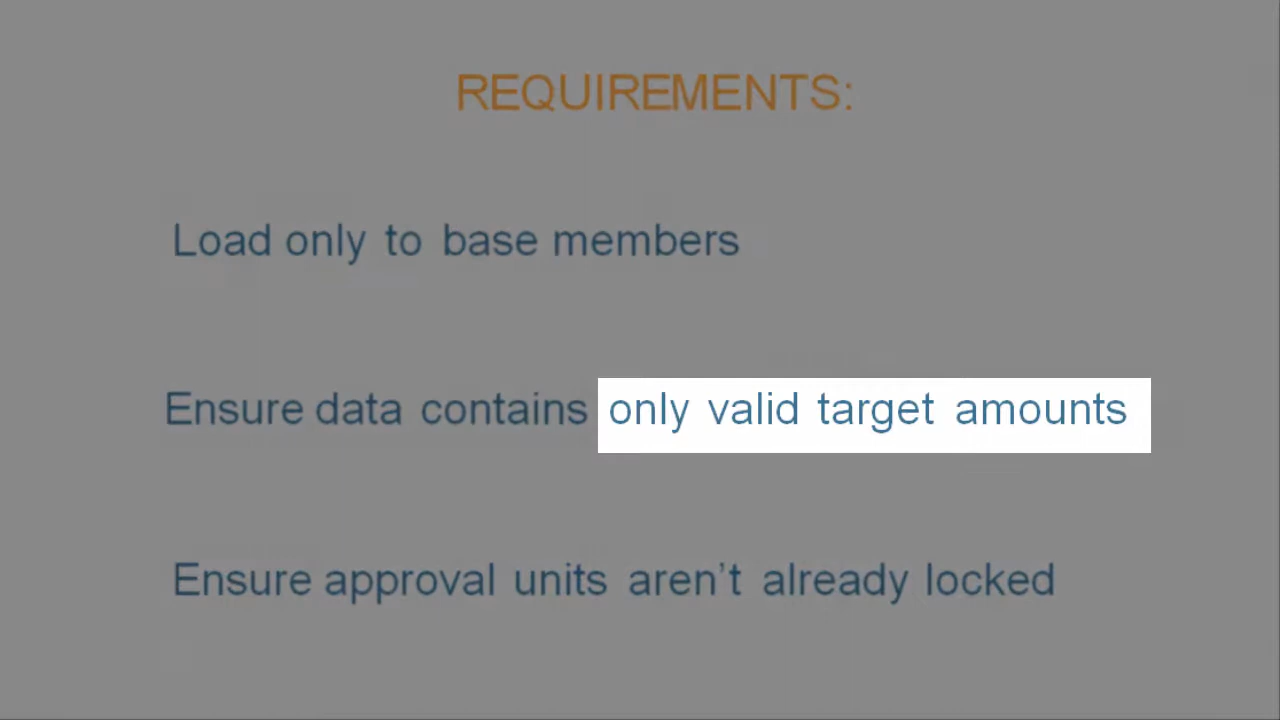 REQUIREMENTS:
Load only to base members
Ensure data contains only valid target amounts
Ensure approval units aren’t already locked